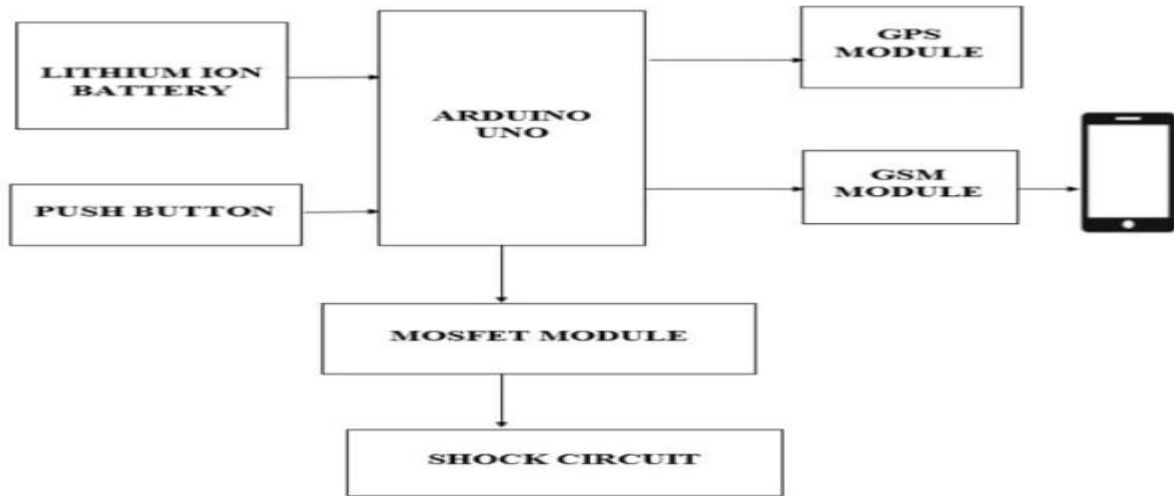 LITHIUM ION
BATTERY
PUSH BUTTON
ARDUINO
UNO
GPS
MODULE
GSM
MODULE
MOSFET MODULE
SHOCK CIRCUIT